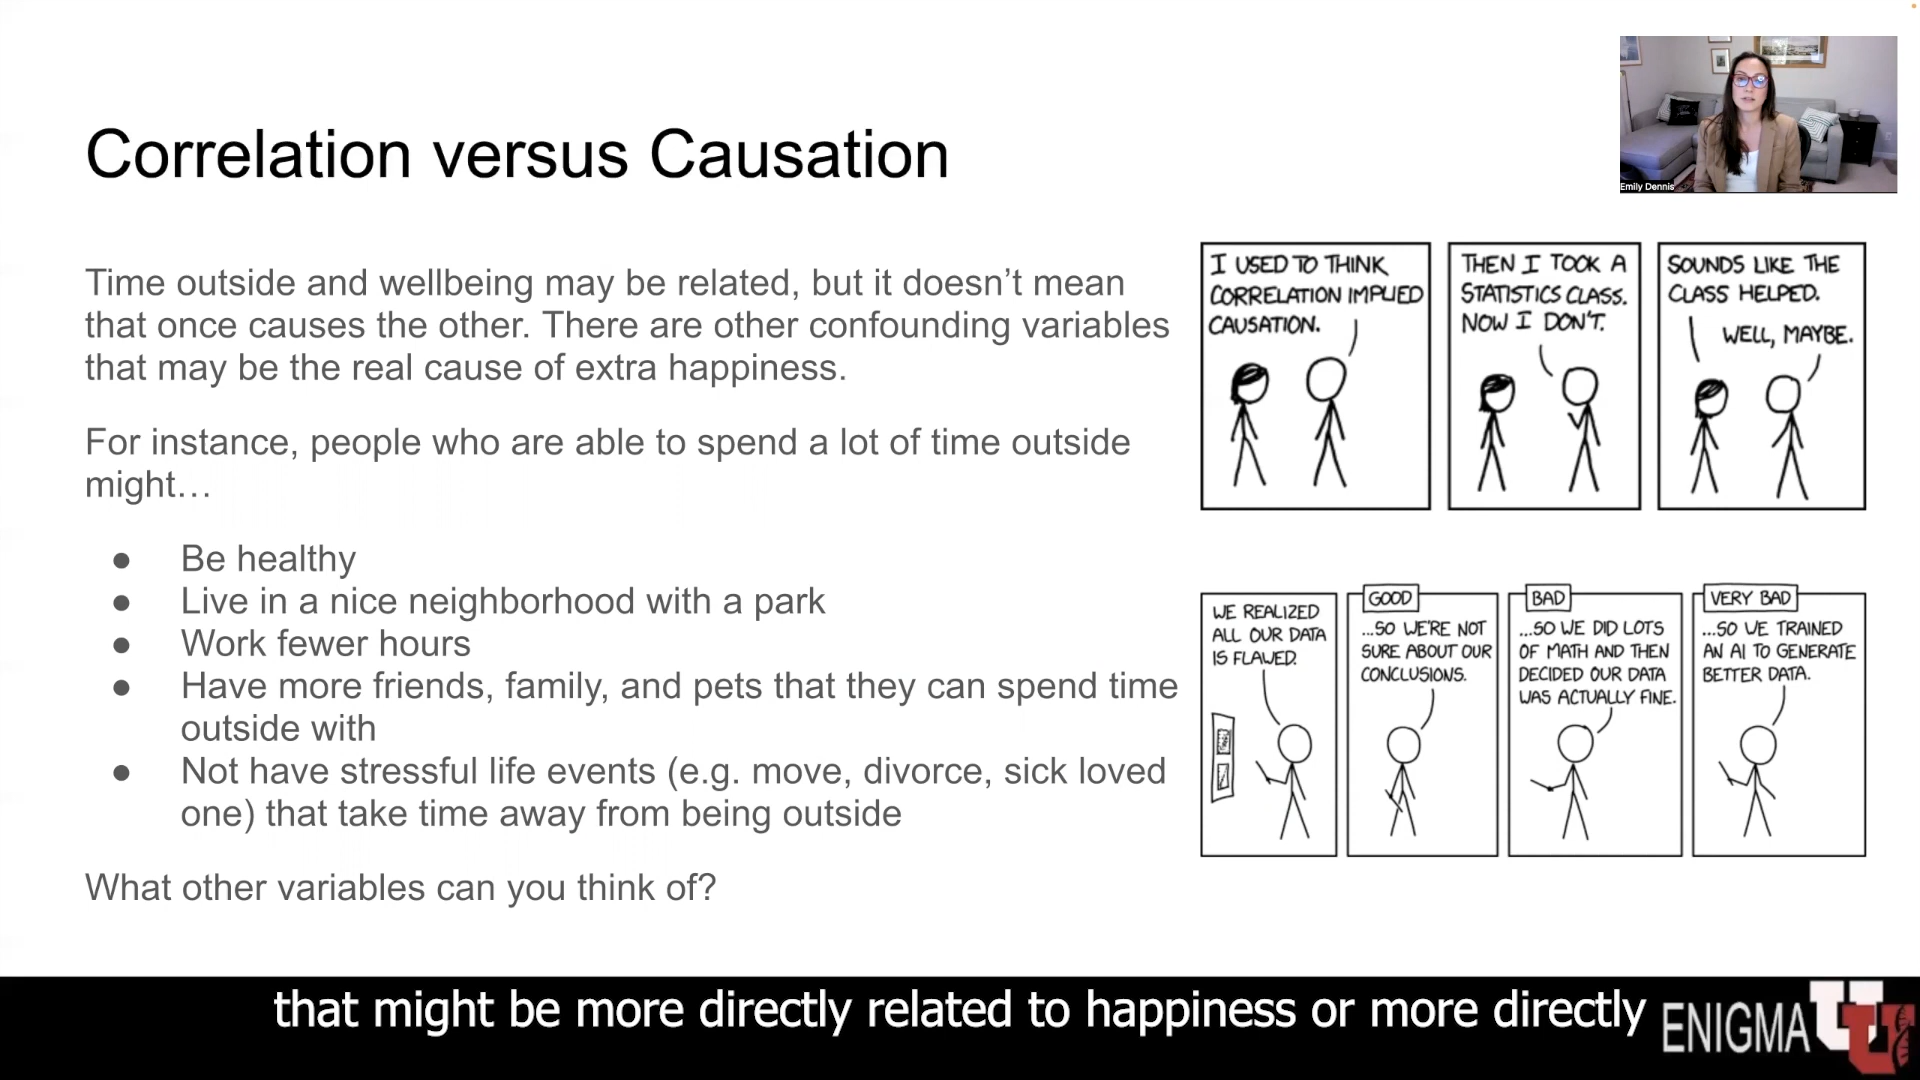 Emily Dennis
Correlation versus Causation
Time outside and wellbeing may be related, but it doesn’t mean
that once causes the other. There are other confounding variables
that may be the real cause of extra happiness.
For instance, people who are able to spend a lot of time outside
might…
● Be healthy
● Live in a nice neighborhood with a park
● Work fewer hours
● Have more friends, family, and pets that they can spend time
outside with
● Not have stressful life events (e.g. move, divorce, sick loved
one) that take time away from being outside
What other variables can you think of?
I USED TO THINK
CORRELATION IMPLIED
CAUSATION.
THEN I TOOK A
STATISTICS CLASS.
NOW I DON'T.
SOUNDS LIKE THE
CLASS HELPED.
WELL, MAYBE.
WE REALIZED
ALL OUR DATA
IS FLAWED.
GOOD
...SO WE'RE NOT
SURE ABOUT OUR
CONCLUSIONS.
BAD
...SO WE DID LOTS
OF MATH AND THEN
DECIDED OUR DATA
WAS ACTUALLY FINE.
VERY BAD
...SO WE TRAINED
AN AI TO GENERATE
BETTER DATA.
that might be more directly related to happiness or more directly
ENIGMA
U